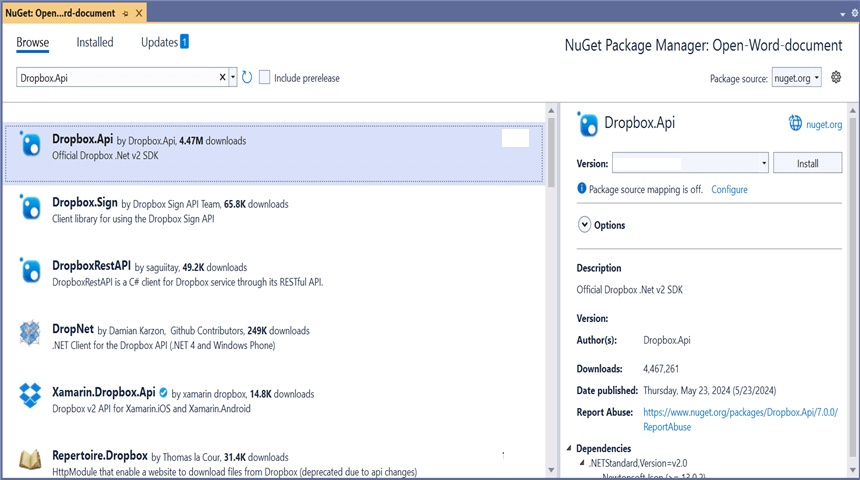 NuGet: Open...rd-document
Browse
Installed
Updates 1
NuGet Package Manager: Open-Word-document
Dropbox.Api
Include prerelease
Package source: nuget.org
Dropbox.Api by Dropbox.Api, 4.47M downloads
Official Dropbox .Net v2 SDK
Dropbox.Sign by Dropbox Sign API Team, 65.8K downloads
Client library for using the Dropbox Sign API
DropboxRestAPI by saguiitay, 49.2K downloads
DropboxRestAPI is a C# client for Dropbox service through its RESTful API.
DropNet by Damian Karzon, Github Contributors, 249K downloads
.NET Client for the Dropbox API (.NET 4 and Windows Phone)
Xamarin.Dropbox.Api by xamarin dropbox, 14.8K downloads
Dropbox v2 API for Xamarin.iOS and Xamarin.Android
Repertoire.Dropbox by Thomas la Cour, 31.4K downloads
HttpModule that enable a website to download files from Dropbox (deprecated due to api changes)
Dropbox.Api
nuget.org
Version:
Install
Package source mapping is off. Configure
Options
Description
Official Dropbox .Net v2 SDK
Version:
Author(s): Dropbox.Api
Downloads: 4,467,261
Date published: Thursday, May 23, 2024 (5/23/2024)
Report Abuse: https://www.nuget.org/packages/Dropbox.Api/7.0.0/
ReportAbuse
Dependencies
.NETStandard,Version=v2.0
Newtonsoft.Json (>= 13.0.2)